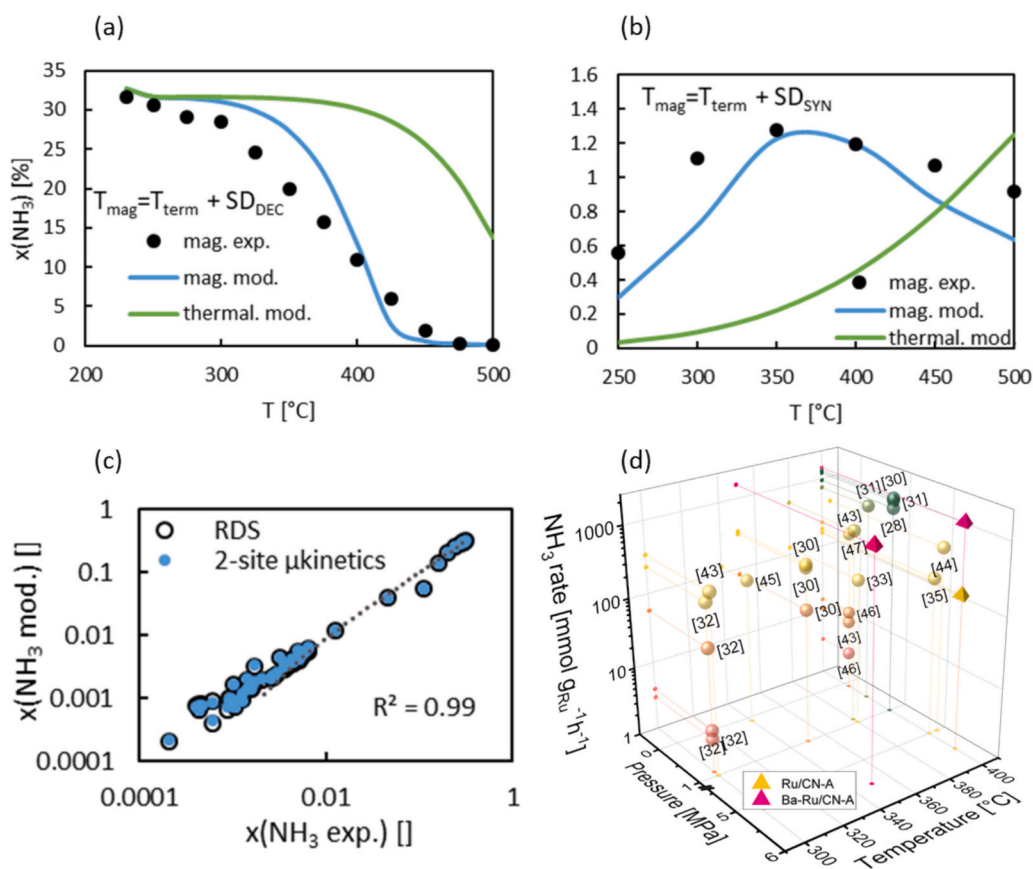 (a)
35
30
25
20
15
10
5
0
x(NH₃) [%]
T_mag=T_term + SD_DEC
mag. exp.
mag. mod.
thermal. mod.
200
300
400
500
T [°C]
(b)
1.6
1.4
1.2
1
0.8
0.6
0.4
0.2
0
T_mag=T_term + SD_SYN
mag. exp.
mag. mod.
thermal. mod.
250
300
350
400
450
500
T [°C]
(c)
1
0.1
0.01
0.001
0.0001
x(NH₃ mod.) []
RDS
2-site μkinetics
R² = 0.99
0.0001
0.01
1
x(NH₃ exp.) []
(d)
NH₃ rate [mmol g_Ru⁻¹h⁻¹]
1000
100
10
1
[31]
[30]
[31]
[43]
[28]
[47]
[30]
[44]
[43]
[45]
[30]
[33]
[35]
[32]
[30]
[46]
[32]
[43]
[46]
[32]
[32]
Ru/CN-A
Ba-Ru/CN-A
0
1
5
6
Pressure [MPa]
300
320
340
360
380
400
Temperature [°C]